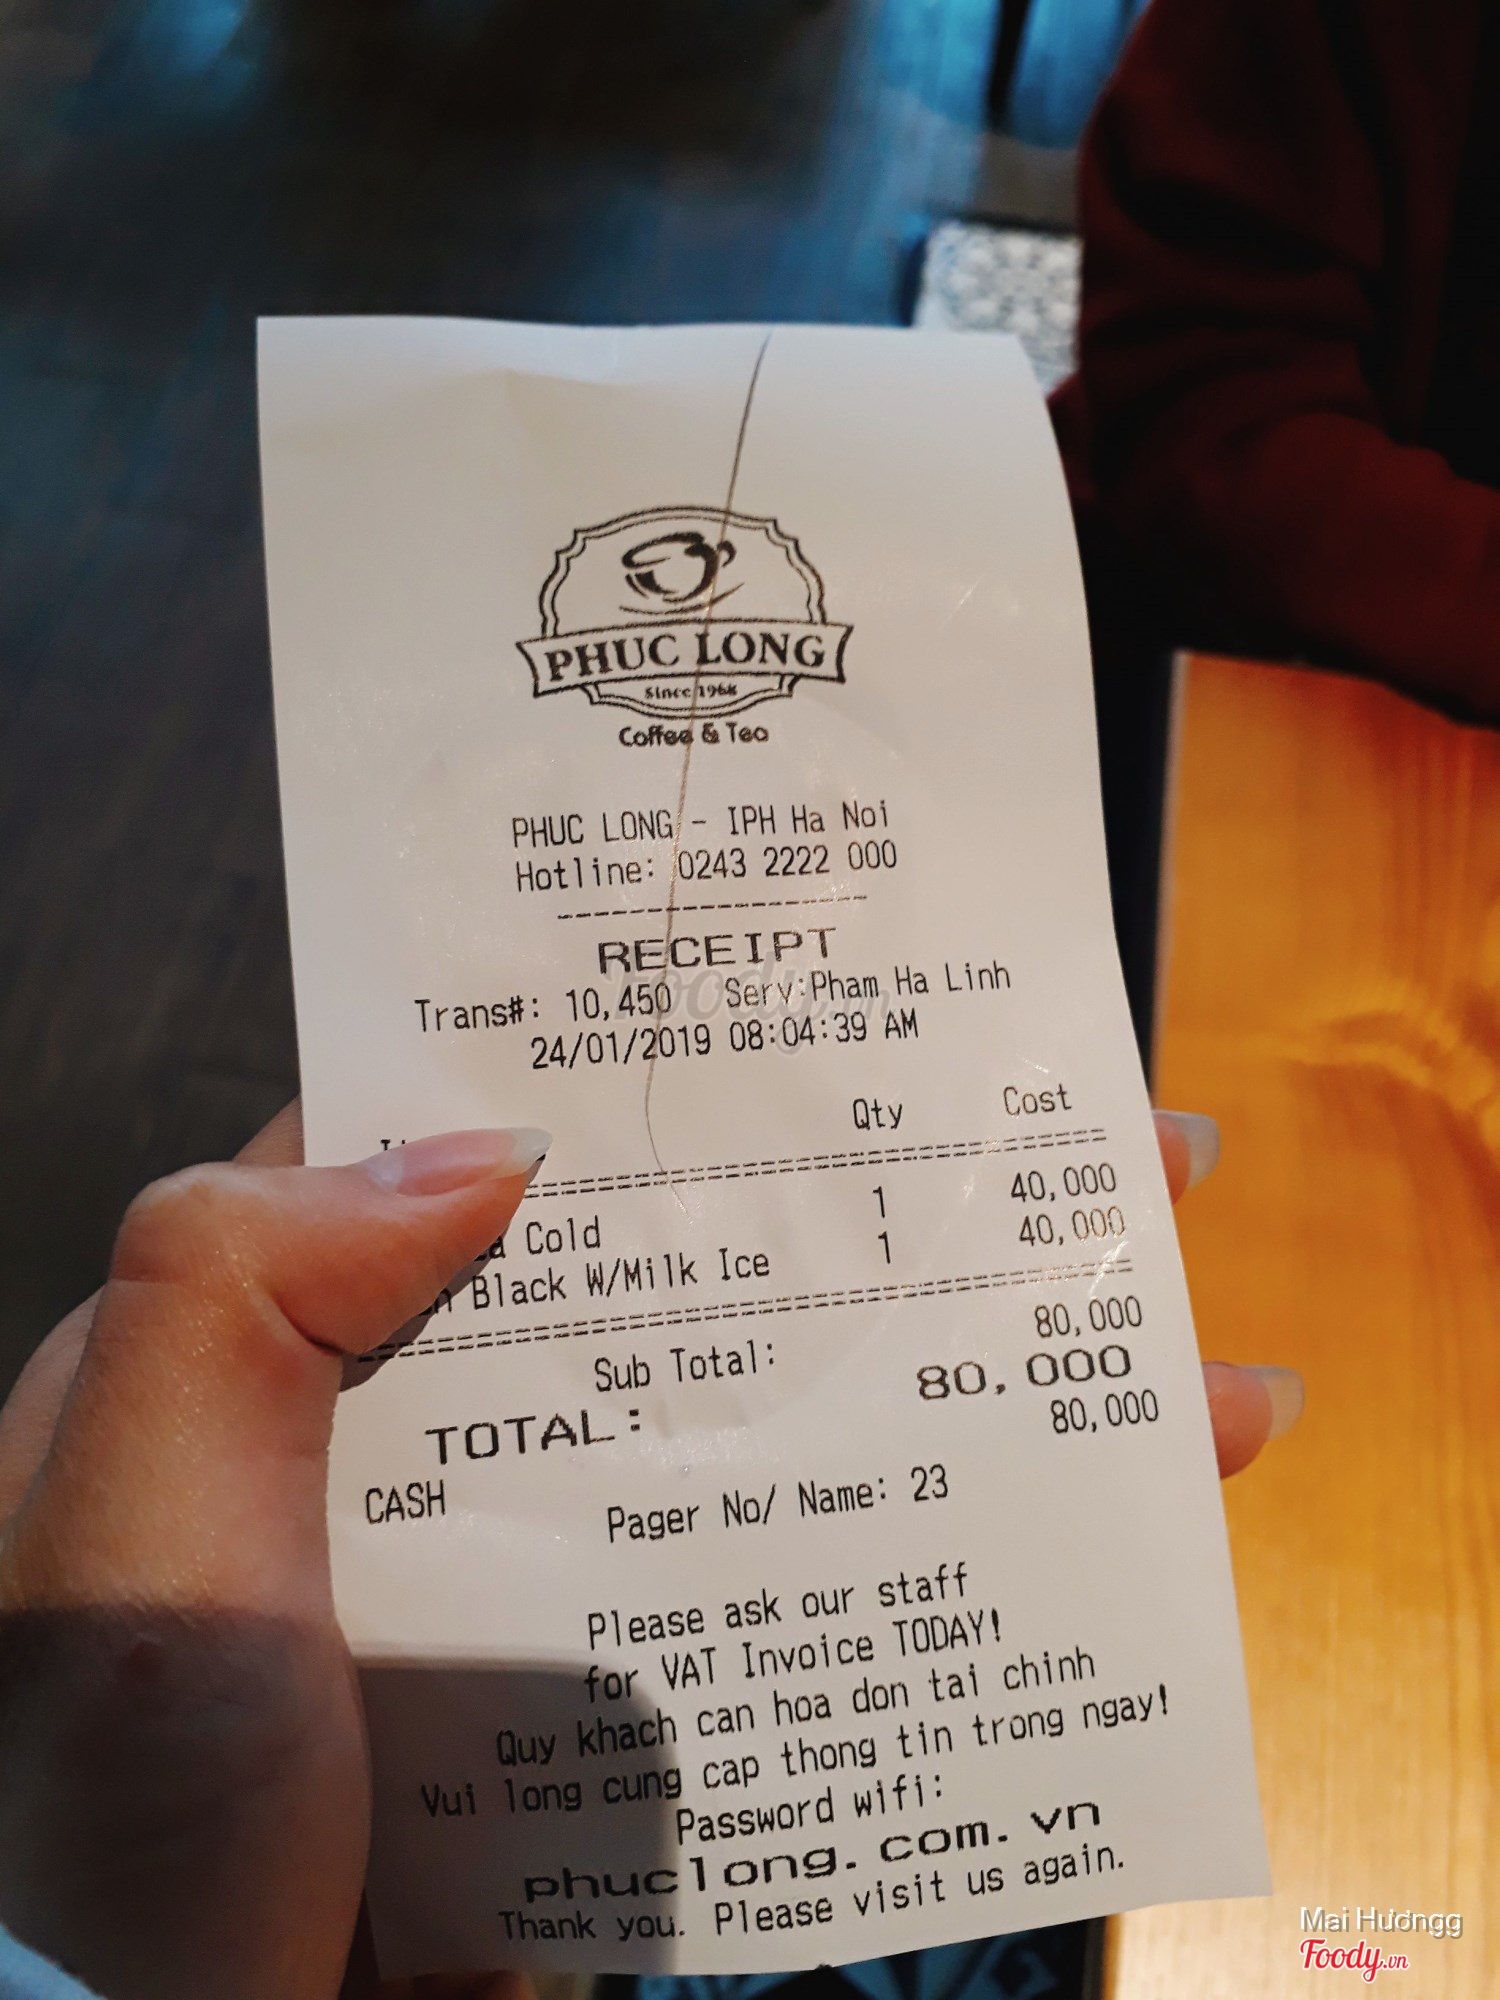 PHUC LONG
Since 1968
Coffee & Tea
PHUC LONG - IPH Ha Noi
Hotline: 0243 2222 000
RECEIPT
Trans#: 10,450 Serv:Pham Ha Linh
24/01/2019 08:04:39 AM
Qty Cost
Cold 1 40,000
Black W/Milk Ice 1 40,000
Sub Total: 80,000
TOTAL: 80,000
CASH 80,000
Pager No/ Name: 23
Please ask our staff
for VAT Invoice TODAY!
Quy khach can hoa don tai chinh
Vui long cung cap thong tin trong ngay!
Password wifi:
phuclong.com.vn
Thank you. Please visit us again.
Mai Hươngg
Foody.vn